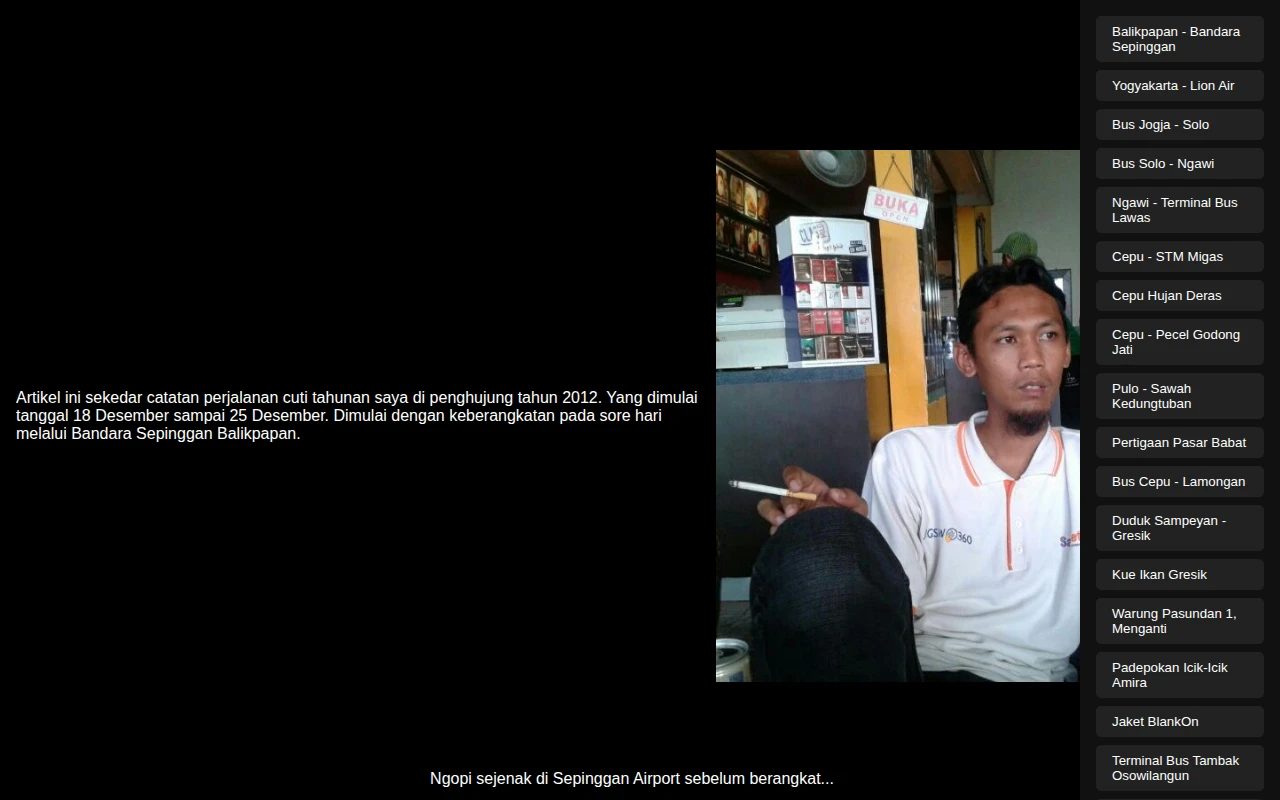 Artikel ini sekedar catatan perjalanan cuti tahunan saya di penghujung tahun 2012. Yang dimulai
tanggal 18 Desember sampai 25 Desember. Dimulai dengan keberangkatan pada sore hari
melalui Bandara Sepinggan Balikpapan.
BUKA
OPEN
360
Ngopi sejenak di Sepinggan Airport sebelum berangkat...
Balikpapan - Bandara
Sepinggan
Yogyakarta - Lion Air
Bus Jogja - Solo
Bus Solo - Ngawi
Ngawi - Terminal Bus
Lawas
Cepu - STM Migas
Cepu Hujan Deras
Cepu - Pecel Godong
Jati
Pulo - Sawah
Kedungtuban
Pertigaan Pasar Babat
Bus Cepu - Lamongan
Duduk Sampeyan -
Gresik
Kue Ikan Gresik
Warung Pasundan 1,
Menganti
Padepokan Icik-Icik
Amira
Jaket BlankOn
Terminal Bus Tambak
Osowilangun